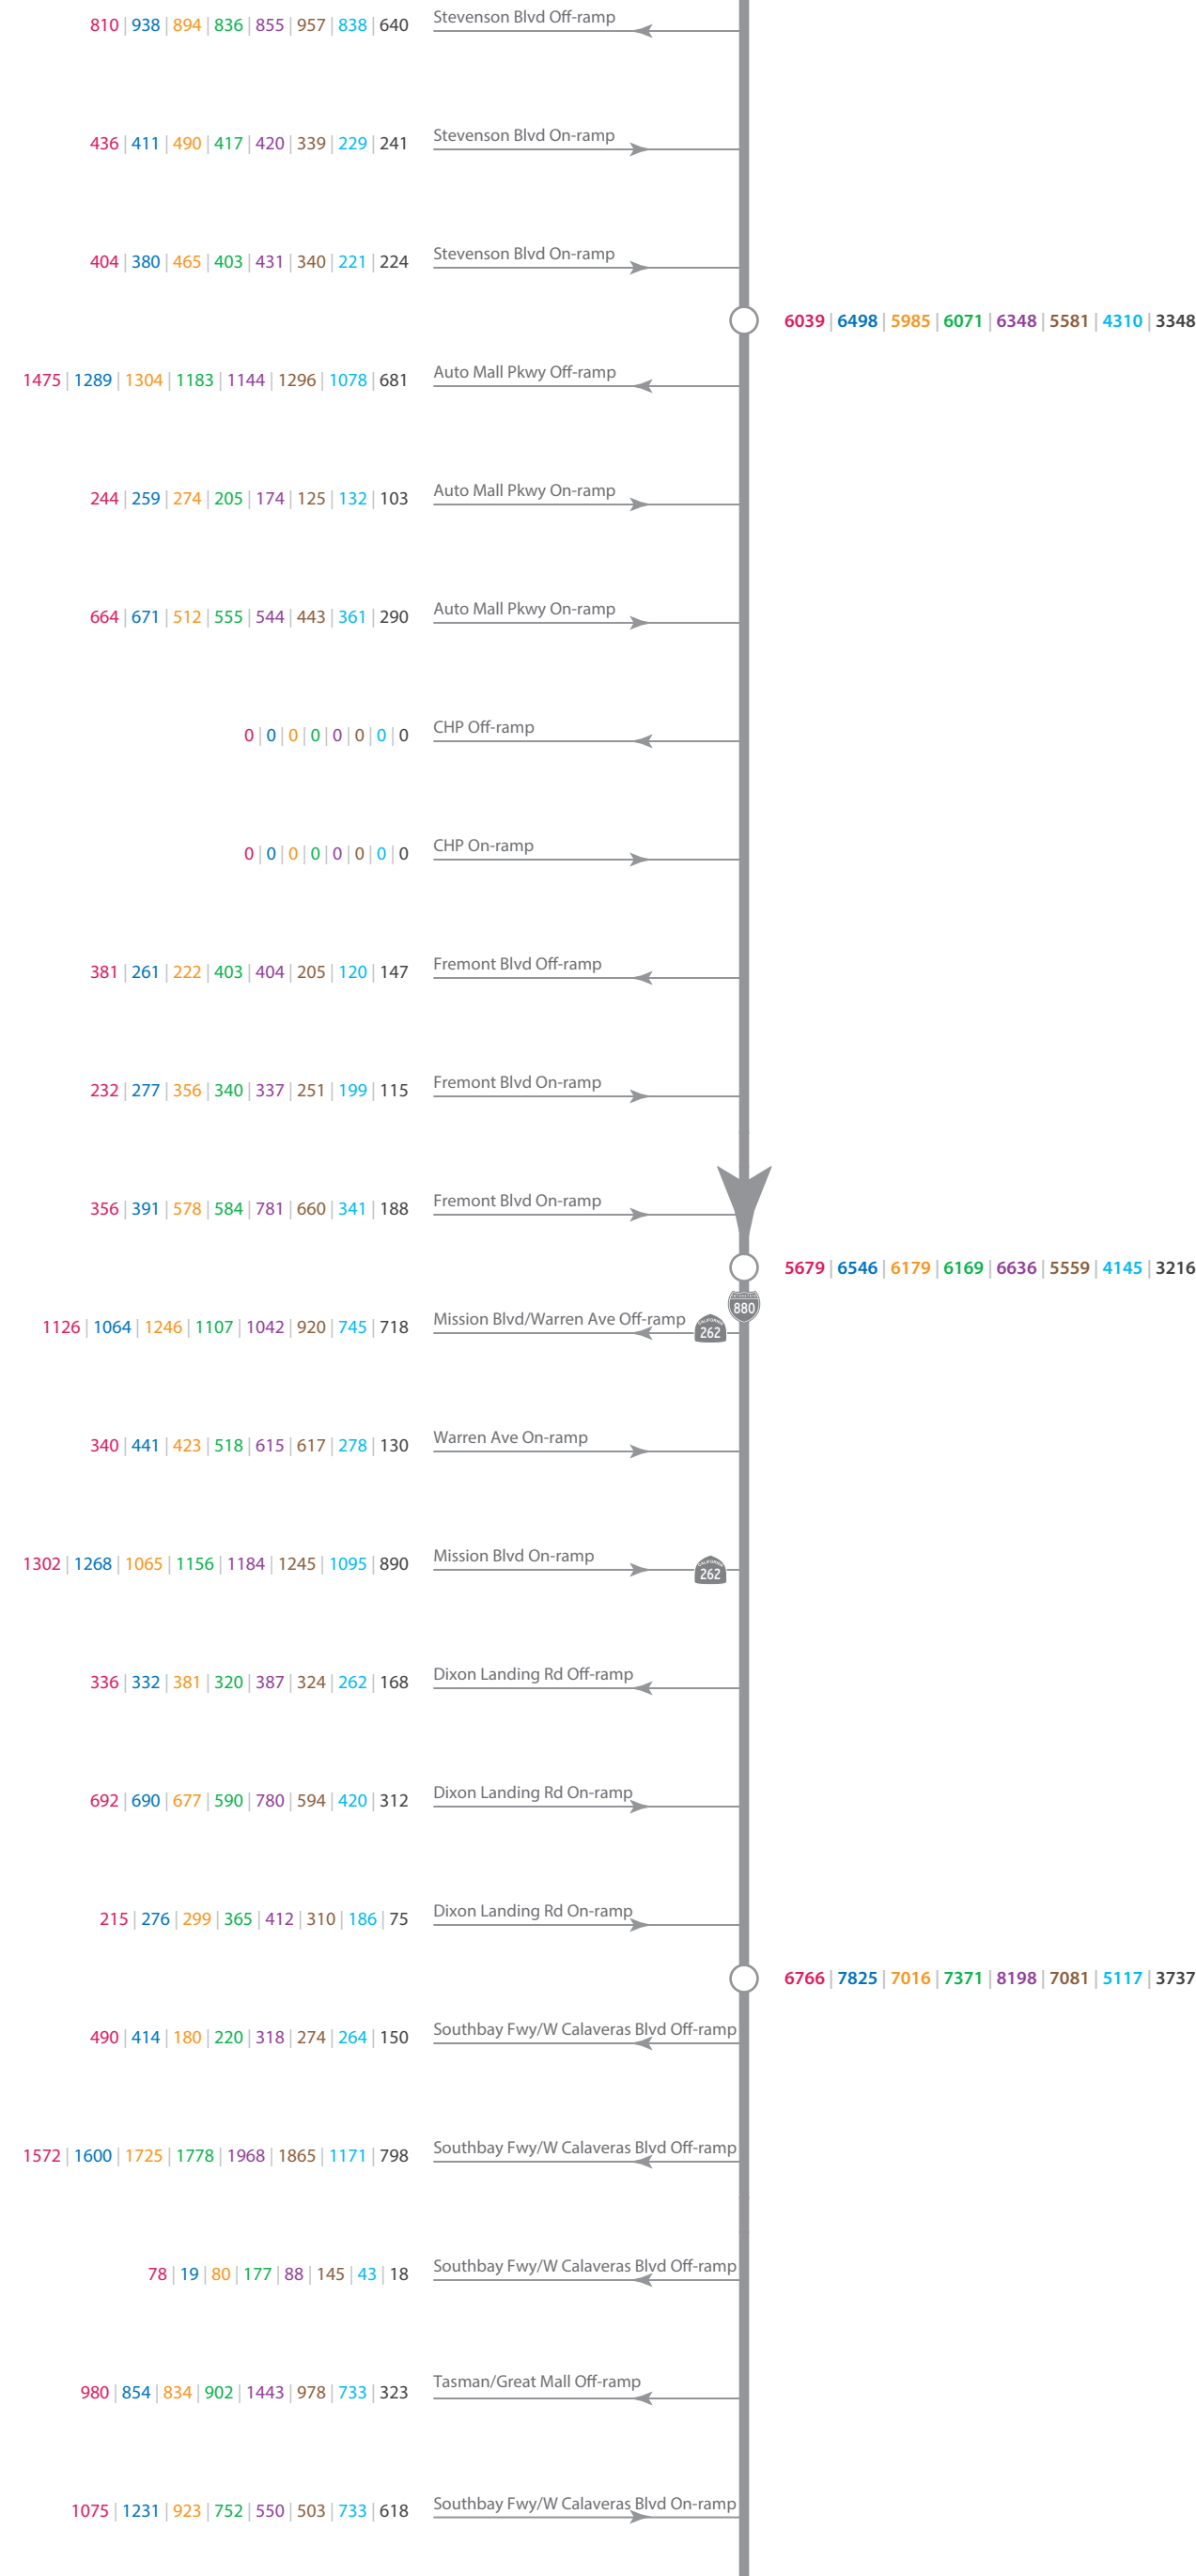 810 | 938 | 894 | 836 | 855 | 957 | 838 | 640 Stevenson Blvd Off-ramp
436 | 411 | 490 | 417 | 420 | 339 | 229 | 241 Stevenson Blvd On-ramp
404 | 380 | 465 | 403 | 431 | 340 | 221 | 224 Stevenson Blvd On-ramp
6039 | 6498 | 5985 | 6071 | 6348 | 5581 | 4310 | 3348
1475 | 1289 | 1304 | 1183 | 1144 | 1296 | 1078 | 681 Auto Mall Pkwy Off-ramp
244 | 259 | 274 | 205 | 174 | 125 | 132 | 103 Auto Mall Pkwy On-ramp
664 | 671 | 512 | 555 | 544 | 443 | 361 | 290 Auto Mall Pkwy On-ramp
0 | 0 | 0 | 0 | 0 | 0 | 0 | 0 CHP Off-ramp
0 | 0 | 0 | 0 | 0 | 0 | 0 | 0 CHP On-ramp
381 | 261 | 222 | 403 | 404 | 205 | 120 | 147 Fremont Blvd Off-ramp
232 | 277 | 356 | 340 | 337 | 251 | 199 | 115 Fremont Blvd On-ramp
356 | 391 | 578 | 584 | 781 | 660 | 341 | 188 Fremont Blvd On-ramp
5679 | 6546 | 6179 | 6169 | 6636 | 5559 | 4145 | 3216
880
1126 | 1064 | 1246 | 1107 | 1042 | 920 | 745 | 718 Mission Blvd/Warren Ave Off-ramp
CALIFORNIA
262
340 | 441 | 423 | 518 | 615 | 617 | 278 | 130 Warren Ave On-ramp
1302 | 1268 | 1065 | 1156 | 1184 | 1245 | 1095 | 890 Mission Blvd On-ramp
CALIFORNIA
262
336 | 332 | 381 | 320 | 387 | 324 | 262 | 168 Dixon Landing Rd Off-ramp
692 | 690 | 677 | 590 | 780 | 594 | 420 | 312 Dixon Landing Rd On-ramp
215 | 276 | 299 | 365 | 412 | 310 | 186 | 75 Dixon Landing Rd On-ramp
6766 | 7825 | 7016 | 7371 | 8198 | 7081 | 5117 | 3737
490 | 414 | 180 | 220 | 318 | 274 | 264 | 150 Southbay Fwy/W Calaveras Blvd Off-ramp
1572 | 1600 | 1725 | 1778 | 1968 | 1865 | 1171 | 798 Southbay Fwy/W Calaveras Blvd Off-ramp
78 | 19 | 80 | 177 | 88 | 145 | 43 | 18 Southbay Fwy/W Calaveras Blvd Off-ramp
980 | 854 | 834 | 902 | 1443 | 978 | 733 | 323 Tasman/Great Mall Off-ramp
1075 | 1231 | 923 | 752 | 550 | 503 | 733 | 618 Southbay Fwy/W Calaveras Blvd On-ramp